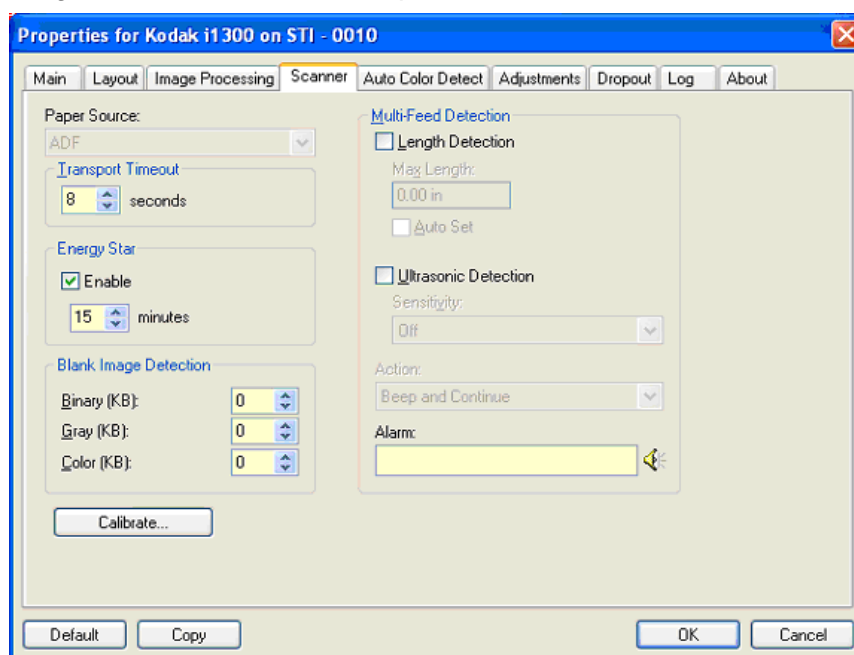 Properties for Kodak i1300 on STI - 0010
Main Layout Image Processing Scanner Auto Color Detect Adjustments Dropout Log About
Paper Source:
ADF
Transport Timeout
8 seconds
Energy Star
Enable
15 minutes
Blank Image Detection
Binary (KB): 0
Gray (KB): 0
Color (KB): 0
Calibrate...
Multi-Feed Detection
Length Detection
Max Length:
0.00 in
Auto Set
Ultrasonic Detection
Sensitivity:
Off
Action:
Beep and Continue
Alarm:
Default Copy OK Cancel